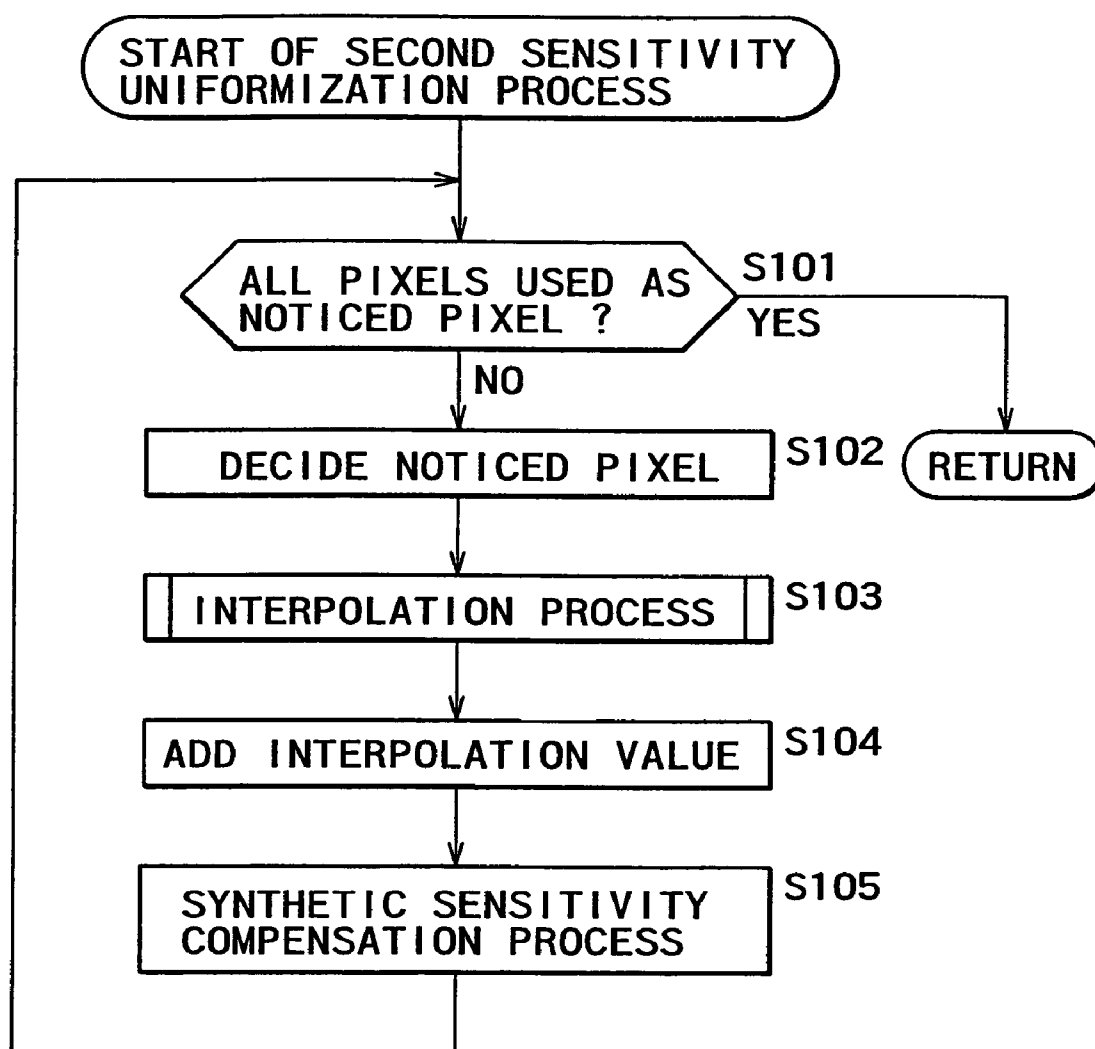 START OF SECOND SENSITIVITY
UNIFORMIZATION PROCESS
ALL PIXELS USED AS
NOTICED PIXEL ?
S101
YES
NO
DECIDE NOTICED PIXEL
S102
RETURN
INTERPOLATION PROCESS
S103
ADD INTERPOLATION VALUE
S104
SYNTHETIC SENSITIVITY
COMPENSATION PROCESS
S105